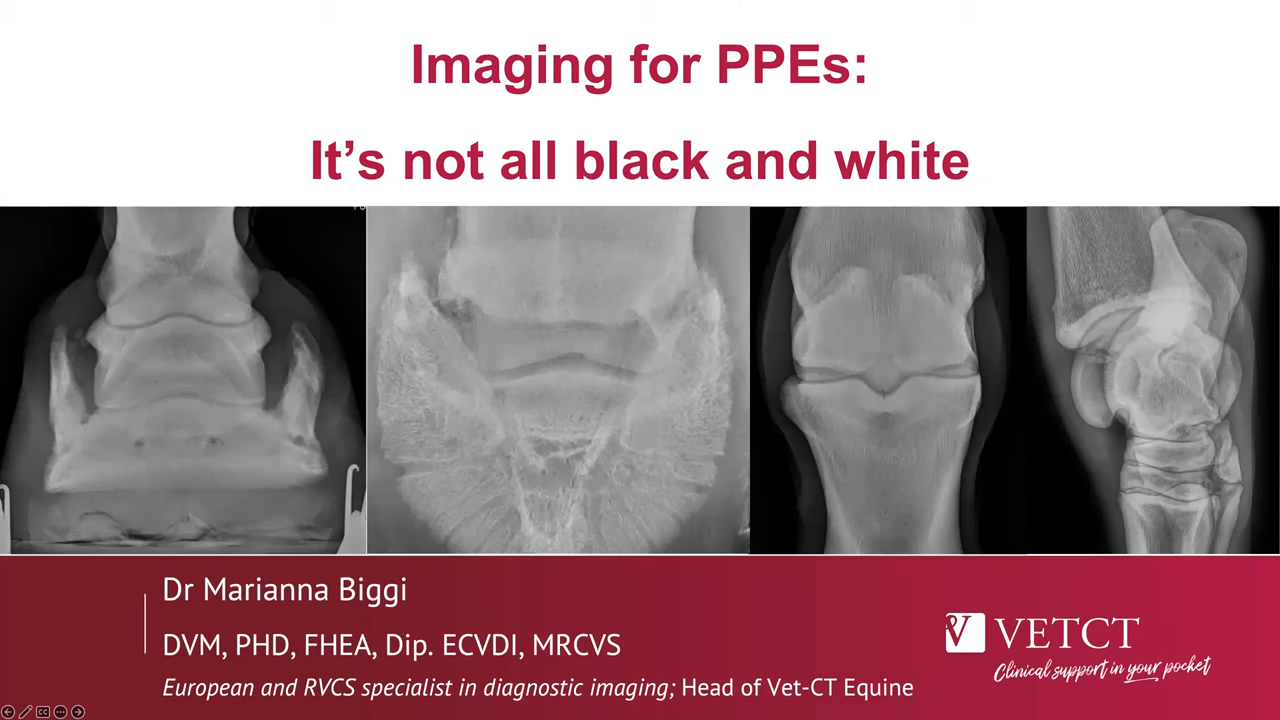 Imaging for PPEs:
It’s not all black and white
Dr Marianna Biggi
DVM, PHD, FHEA, Dip. ECVDI, MRCVS
European and RVCS specialist in diagnostic imaging; Head of Vet-CT Equine
VETCT
Clinical support in your pocket